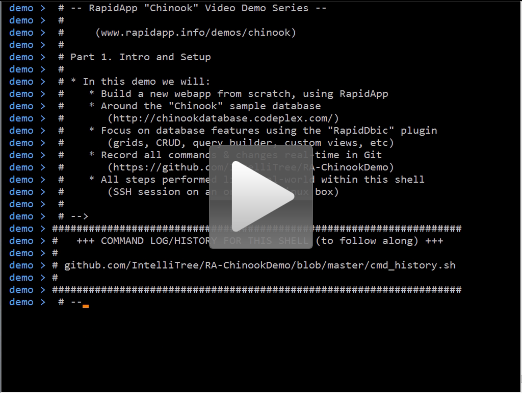 demo > # -- RapidApp "Chinook" Video Demo Series --
demo > #
demo > # (www.rapidapp.info/demos/chinook)
demo > #
demo > # Part 1. Intro and Setup
demo > #
demo > # * In this demo we will:
demo > # * Build a new webapp from scratch, using RapidApp
demo > # * Around the "Chinook" sample database
demo > # (http://chinookdatabase.codeplex.com/)
demo > # * Focus on database features using the "RapidDbic" plugin
demo > # (grids, CRUD, query builder, custom views, etc)
demo > # * Record all commands & changes real-time in Git
demo > # (https://github.com/IntelliTree/RA-ChinookDemo)
demo > # * All steps performed within this shell
demo > # (SSH session on box)
demo > #
demo > # -->
demo > ##################################################################
demo > # +++ COMMAND LOG/HISTORY FOR THIS SHELL (to follow along) +++
demo > #
demo > # github.com/IntelliTree/RA-ChinookDemo/blob/master/cmd_history.sh
demo > #
demo > ##################################################################
demo > # --